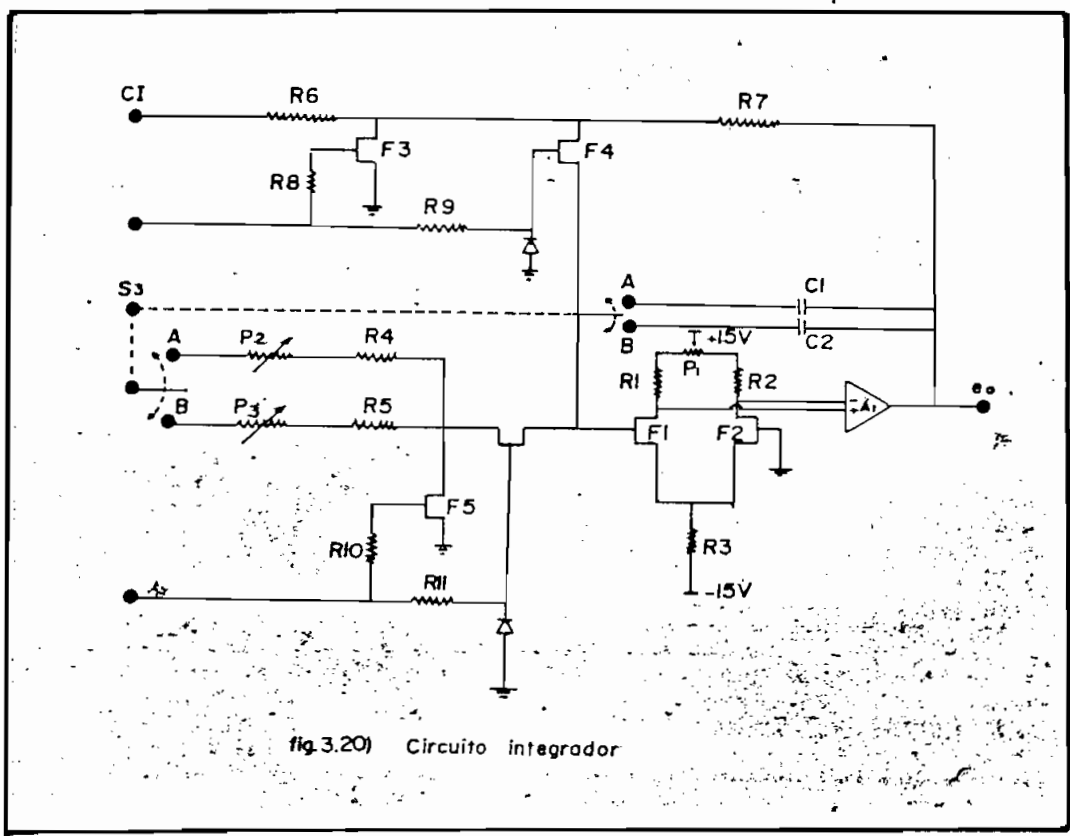 CI
R6
R7
F3
F4
R8
R9
S3
A
C1
B
C2
A
P2
R4
+15V
P1
R1
R2
B
P3
R5
F1
F2
- + A1
eo
F5
R10
R3
R11
-15V
fig.3.20) Circuito integrador